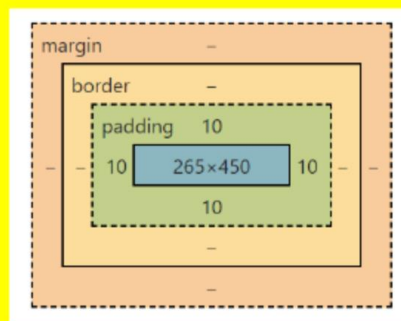 margin –
border –
padding 10
– – 10 265×450 10 – –
10
–
–